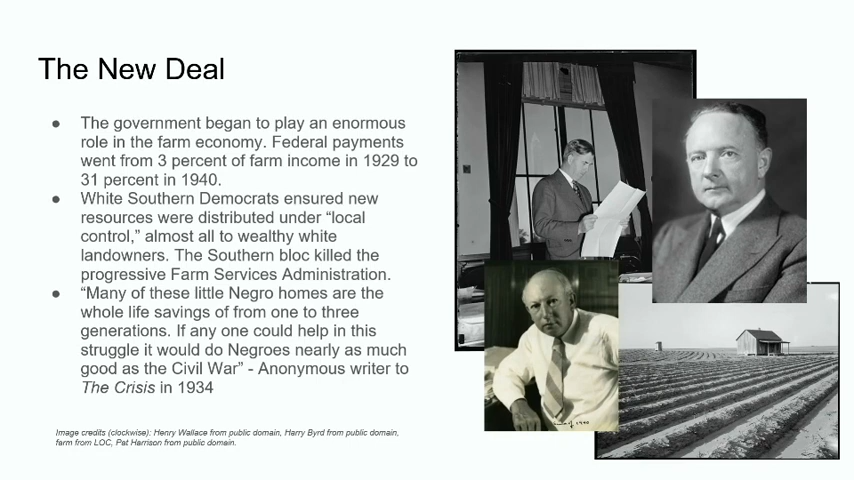 The New Deal
● The government began to play an enormous
role in the farm economy. Federal payments
went from 3 percent of farm income in 1929 to
31 percent in 1940.
● White Southern Democrats ensured new
resources were distributed under “local
control,” almost all to wealthy white
landowners. The Southern bloc killed the
progressive Farm Services Administration.
● “Many of these little Negro homes are the
whole life savings of from one to three
generations. If any one could help in this
struggle it would do Negroes nearly as much
good as the Civil War” - Anonymous writer to
The Crisis in 1934
Image credits (clockwise): Henry Wallace from public domain, Harry Byrd from public domain,
farm from LOC, Pat Harrison from public domain.